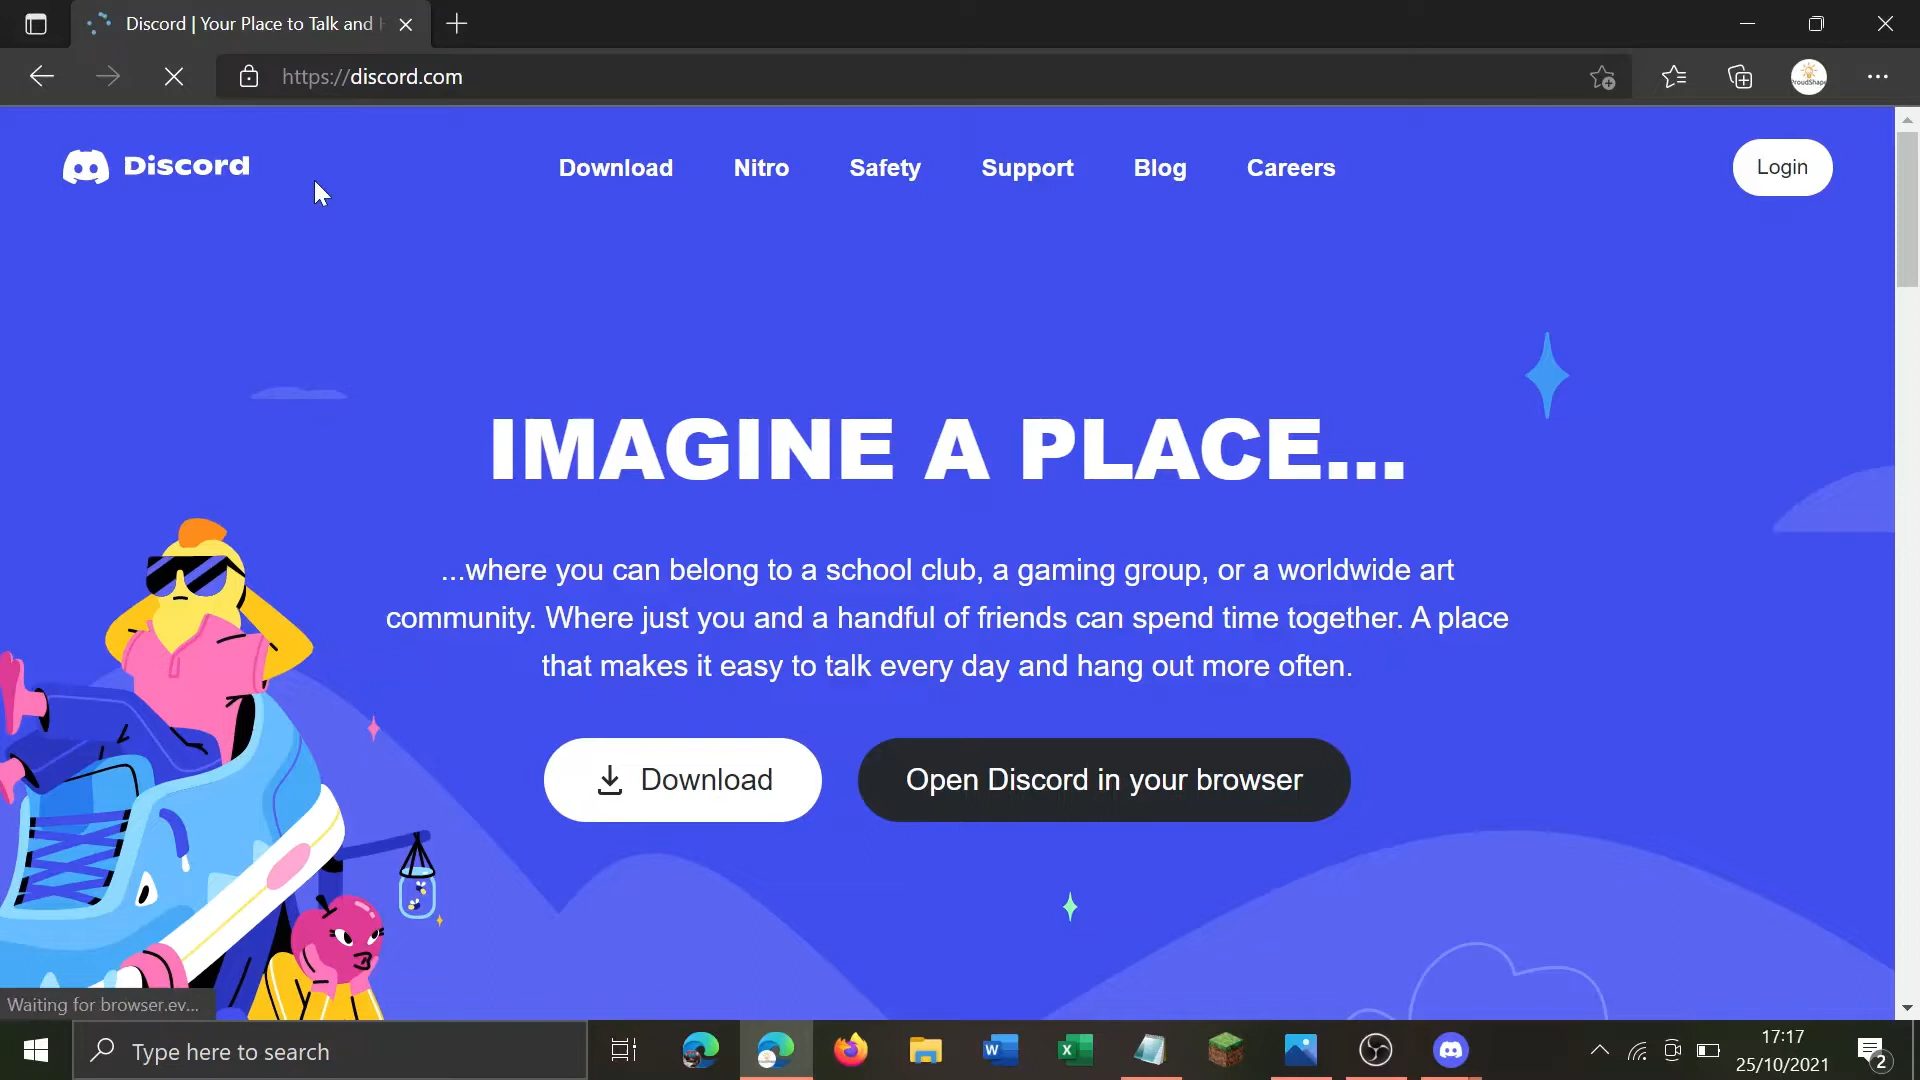 Discord | Your Place to Talk and
https://discord.com
Discord
Download
Nitro
Safety
Support
Blog
Careers
Login
IMAGINE A PLACE...
...where you can belong to a school club, a gaming group, or a worldwide art
community. Where just you and a handful of friends can spend time together. A place
that makes it easy to talk every day and hang out more often.
Download
Open Discord in your browser
Waiting for browser.ev...
Type here to search
17:17
25/10/2021
2